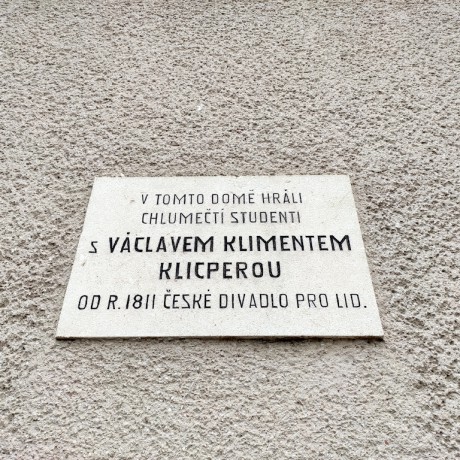 V TOMTO DOMĚ HRÁLI
CHLUMEČTÍ STUDENTI
S VÁCLAVEM KLIMENTEM
KLICPEROU
OD R. 1811 ČESKÉ DIVADLO PRO LID.